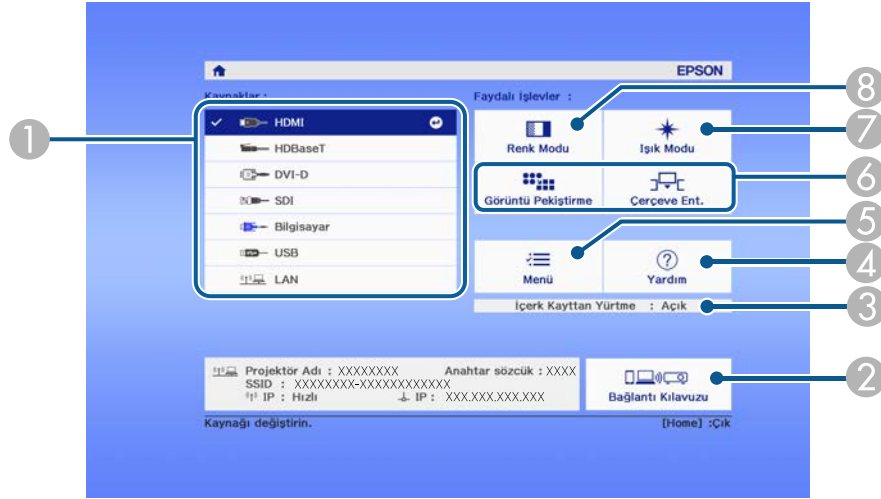 EPSON
Kaynaklar :
HDMI
HDBaseT
DVI-D
SDI
Bilgisayar
USB
LAN
Faydalı İşlevler :
Renk Modu
Işık Modu
Görüntü Pekiştirme
Çerçeve Ent.
Menü
Yardım
İçerik Kayttan Yürtme : Açık
Projektör Adı : XXXXXXXX Anahtar sözcük : XXXX
SSID : XXXXXXXX-XXXXXXXXXXXX
IP : Hızlı IP : XXX.XXX.XXX.XXX
Bağlantı Kılavuzu
Kaynağı değiştirin.
[Home] :Çık
1
8
7
6
5
4
3
2